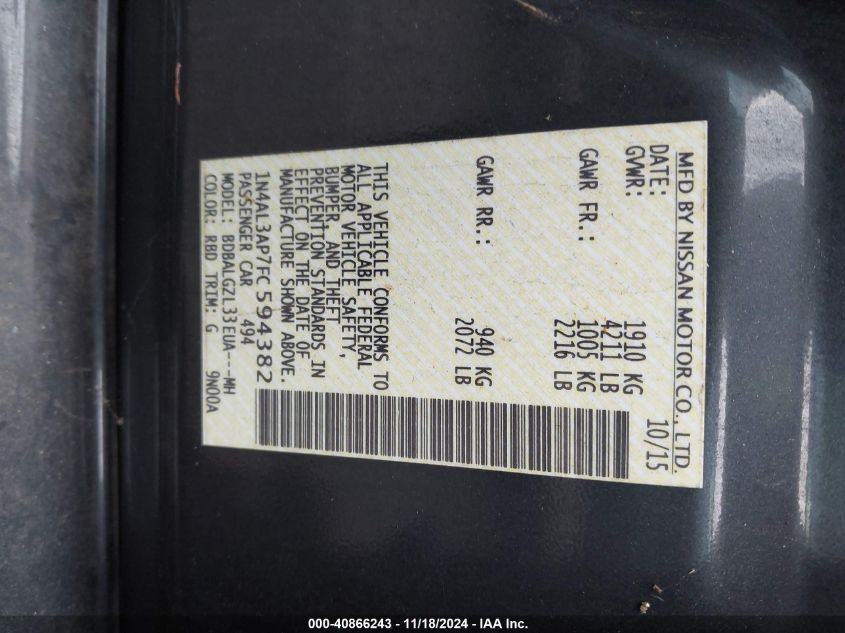 MFD BY NISSAN MOTOR CO., LTD.
DATE: 10/15
GVWR: 1910 KG
4211 LB
GAWR FR.: 1005 KG
2216 LB
GAWR RR.: 940 KG
2072 LB
THIS VEHICLE CONFORMS TO
ALL APPLICABLE FEDERAL
MOTOR VEHICLE SAFETY,
BUMPER, AND THEFT
PREVENTION STANDARDS IN
EFFECT ON THE DATE OF
MANUFACTURE SHOWN ABOVE.
1N4AL3AP7FC594382
PASSENGER CAR 494
MODEL: BDBALGZL33EUA---MH
COLOR: RBD TRIM: G 9N00A
000-40866243 - 11/18/2024 - IAA Inc.